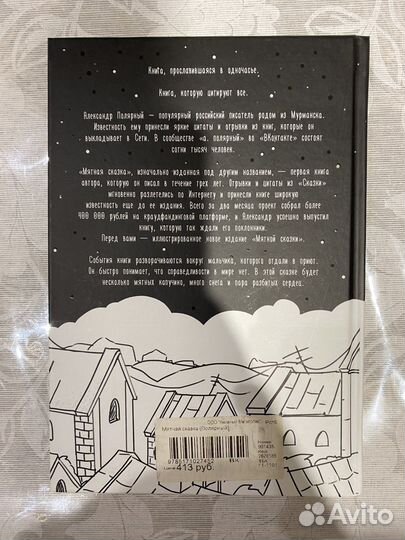 Книга, прославившаяся в одночасье.
Книга, которую цитируют все.
Александр Полярный — популярный российский писатель родом из Мурманска.
Известность ему принесли яркие цитаты и отрывки из книг, которые он
выкладывает в Сети. В сообществе «а. полярный» во «ВКонтакте» состоят
сотни тысяч человек.
«Мятная сказка», изначально изданная под другим названием, — первая книга
автора, которую он писал в течение трех лет. Отрывки и цитаты из «Сказки»
мгновенно разлетелись по Интернету и принесли книге широкую
известность еще до ее издания. Всего за два месяца проект собрал более
400 000 рублей на краудфандинговой платформе, и Александр успешно выпустил
книгу, которую так ждали его поклонники.
Перед вами — иллюстрированное новое издание «Мятной сказки».
События книги разворачиваются вокруг мальчика, которого отдали в приют.
Он быстро понимает, что справедливости в мире нет. В этой сказке будет
несколько мятных капучино, много снега и пара разбитых сердец.
ООО
Мятная сказка (Полярный)
413 руб.
Avito